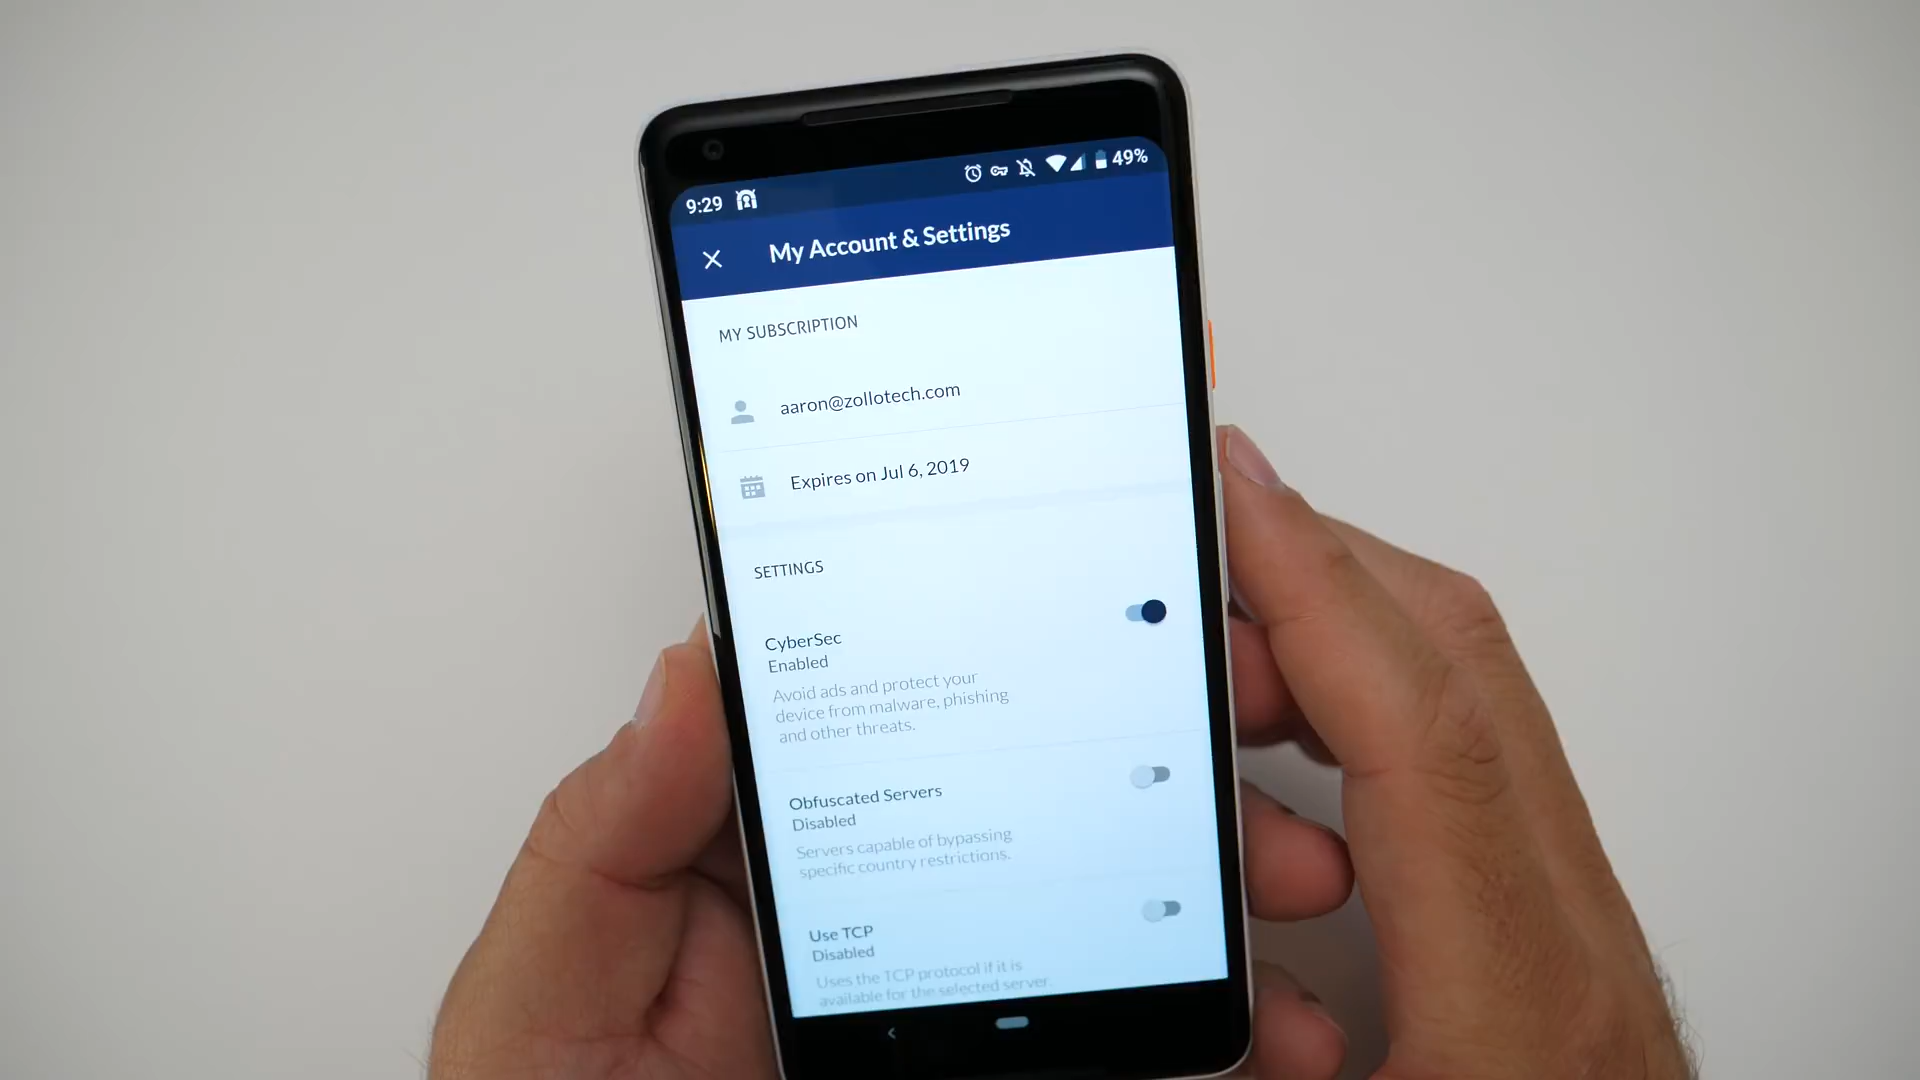 9:29 49%
My Account & Settings
MY SUBSCRIPTION
aaron@zollotech.com
Expires on Jul 6, 2019
SETTINGS
CyberSec
Enabled
Avoid ads and protect your
device from malware, phishing
and other threats.
Obfuscated Servers
Disabled
Servers capable of bypassing
specific country restrictions.
Use TCP
Disabled
Uses the TCP protocol if it is
available for the selected server.